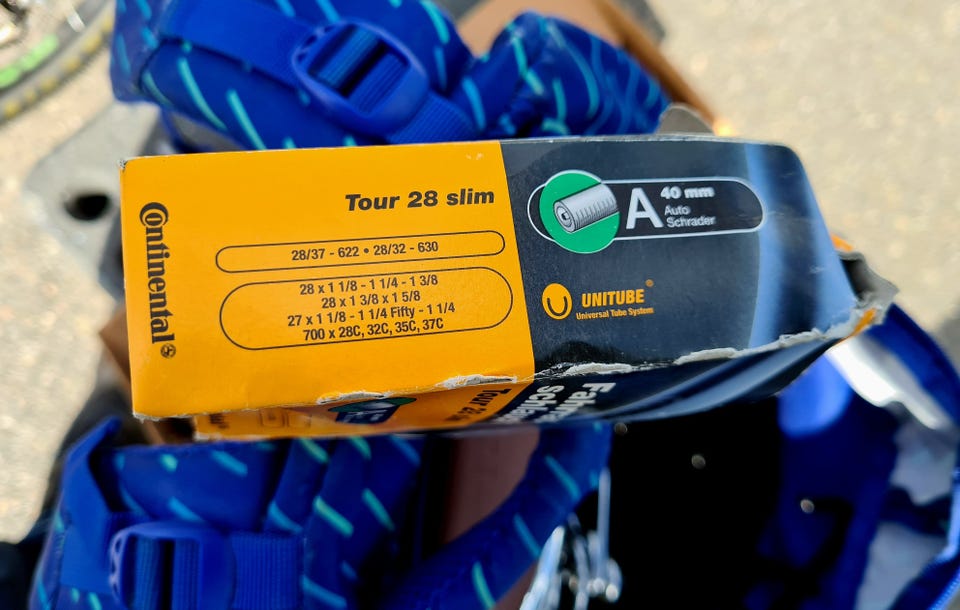 Continental
Tour 28 slim
28/37 - 622 • 28/32 - 630
28 x 1 1/8 - 1 1/4 - 1 3/8
28 x 1 3/8 x 1 5/8
27 x 1 1/8 - 1 1/4 Fifty - 1 1/4
700 x 28C, 32C, 35C, 37C
A
40 mm
Auto
Schrader
UNITUBE®
Universal Tube System
Tour 28